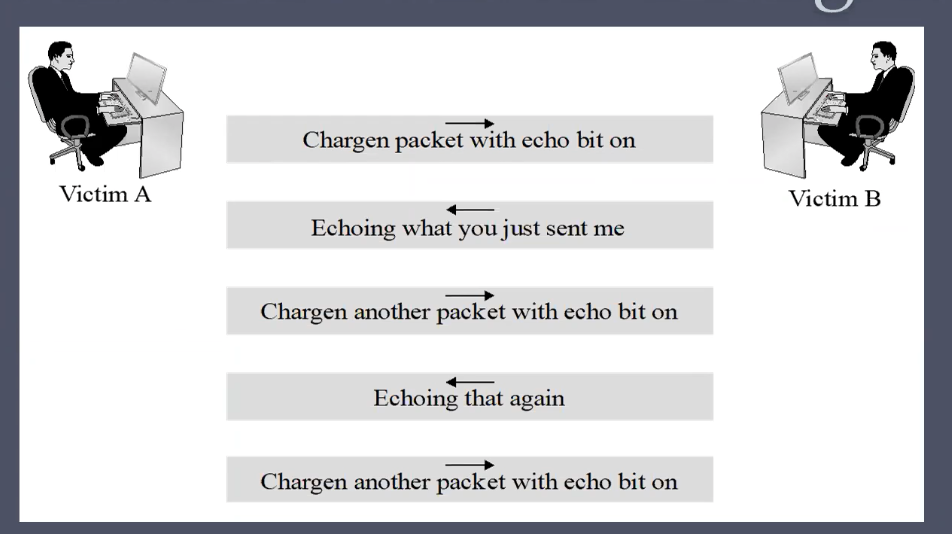 Chargen packet with echo bit on
Victim A
Victim B
Echoing what you just sent me
Chargen another packet with echo bit on
Echoing that again
Chargen another packet with echo bit on